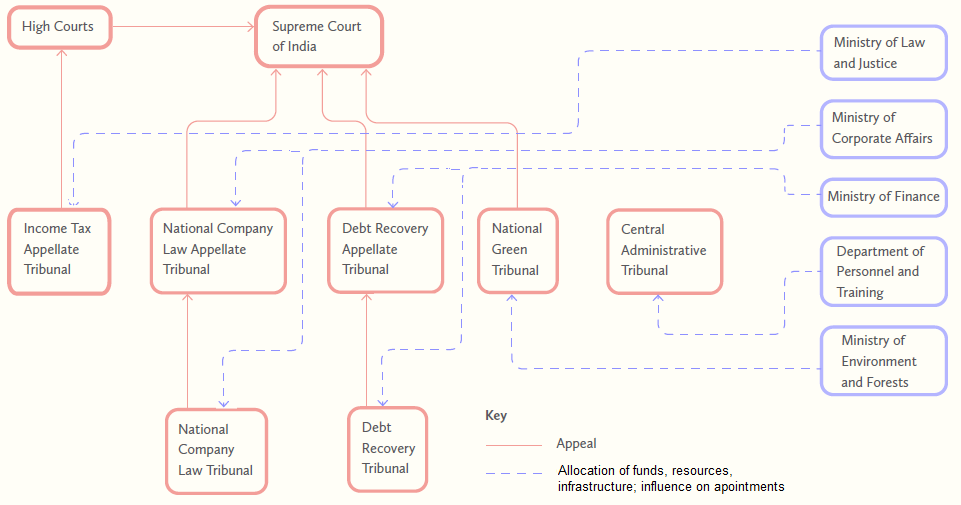 High Courts
Supreme Court
of India
Ministry of Law
and Justice
Ministry of
Corporate Affairs
Ministry of Finance
Income Tax
Appellate
Tribunal
National Company
Law Appellate
Tribunal
Debt Recovery
Appellate
Tribunal
National
Green
Tribunal
Central
Administrative
Tribunal
Department of
Personnel and
Training
Ministry of
Environment
and Forests
National
Company
Law Tribunal
Debt
Recovery
Tribunal
Key
Appeal
Allocation of funds, resources,
infrastructure; influence on apointments